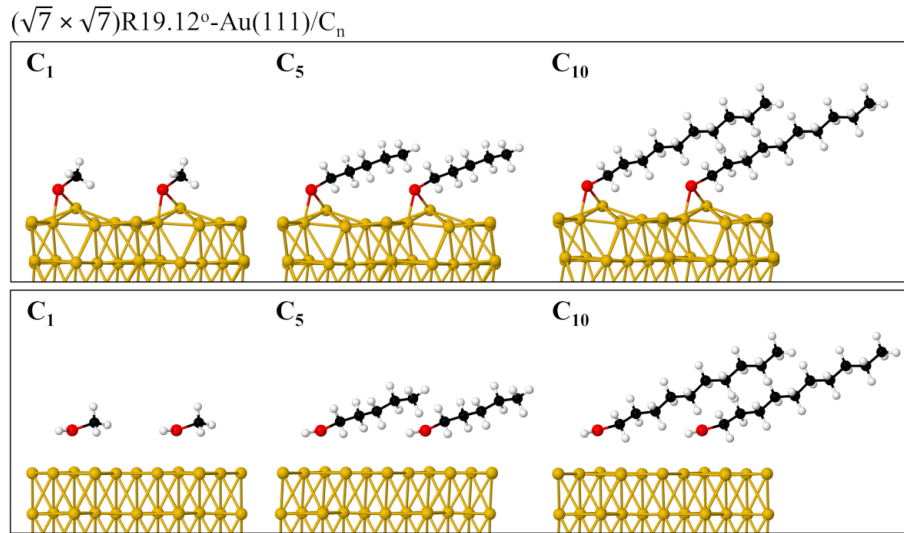 (√7 × √7)R19.12°-Au(111)/Cₙ
C₁ C₅ C₁₀
C₁ C₅ C₁₀